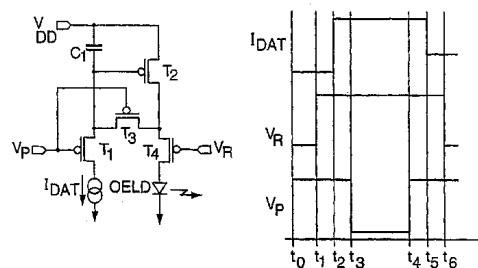 V DD
C1
T2
T3
VP
T1
T4
VR
IDAT
OELD
IDAT
VR
VP
t0 t1 t2 t3 t4 t5 t6